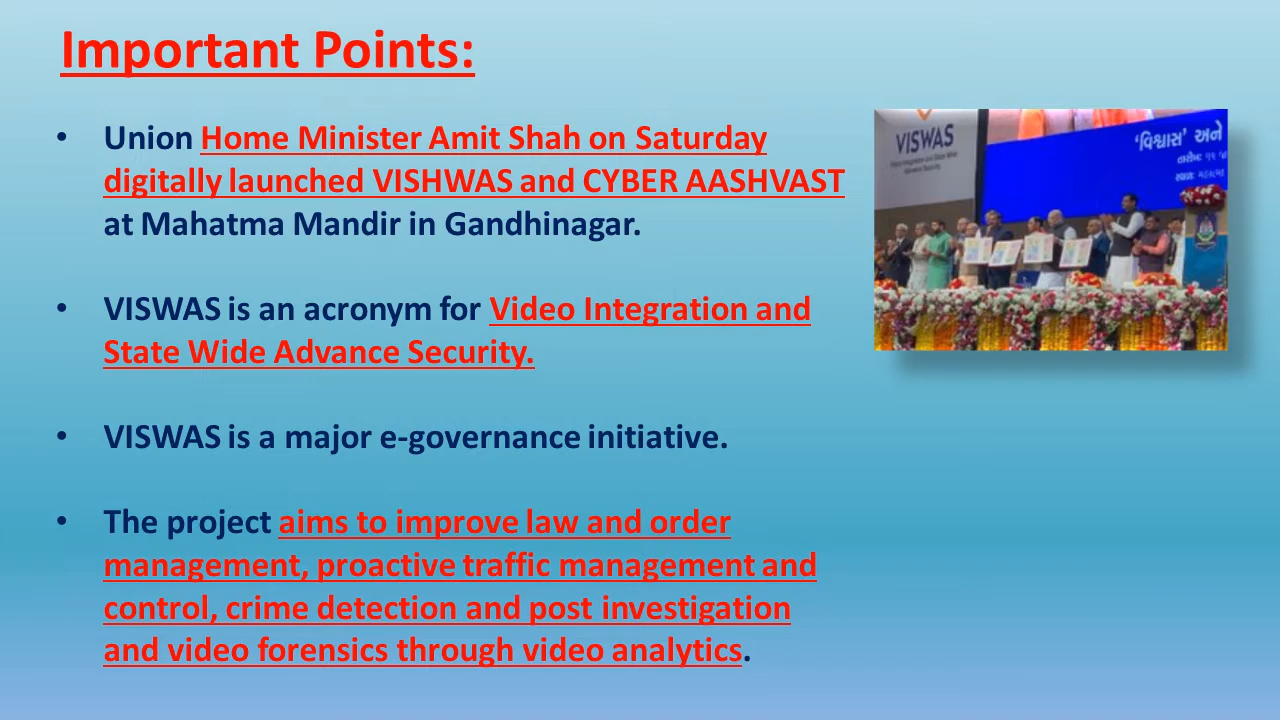 Important Points:
• Union Home Minister Amit Shah on Saturday
digitally launched VISHWAS and CYBER AASHVAST
at Mahatma Mandir in Gandhinagar.
• VISWAS is an acronym for Video Integration and
State Wide Advance Security.
• VISWAS is a major e-governance initiative.
• The project aims to improve law and order
management, proactive traffic management and
control, crime detection and post investigation
and video forensics through video analytics.
VISWAS
‘વિશ્વાસ’ અને